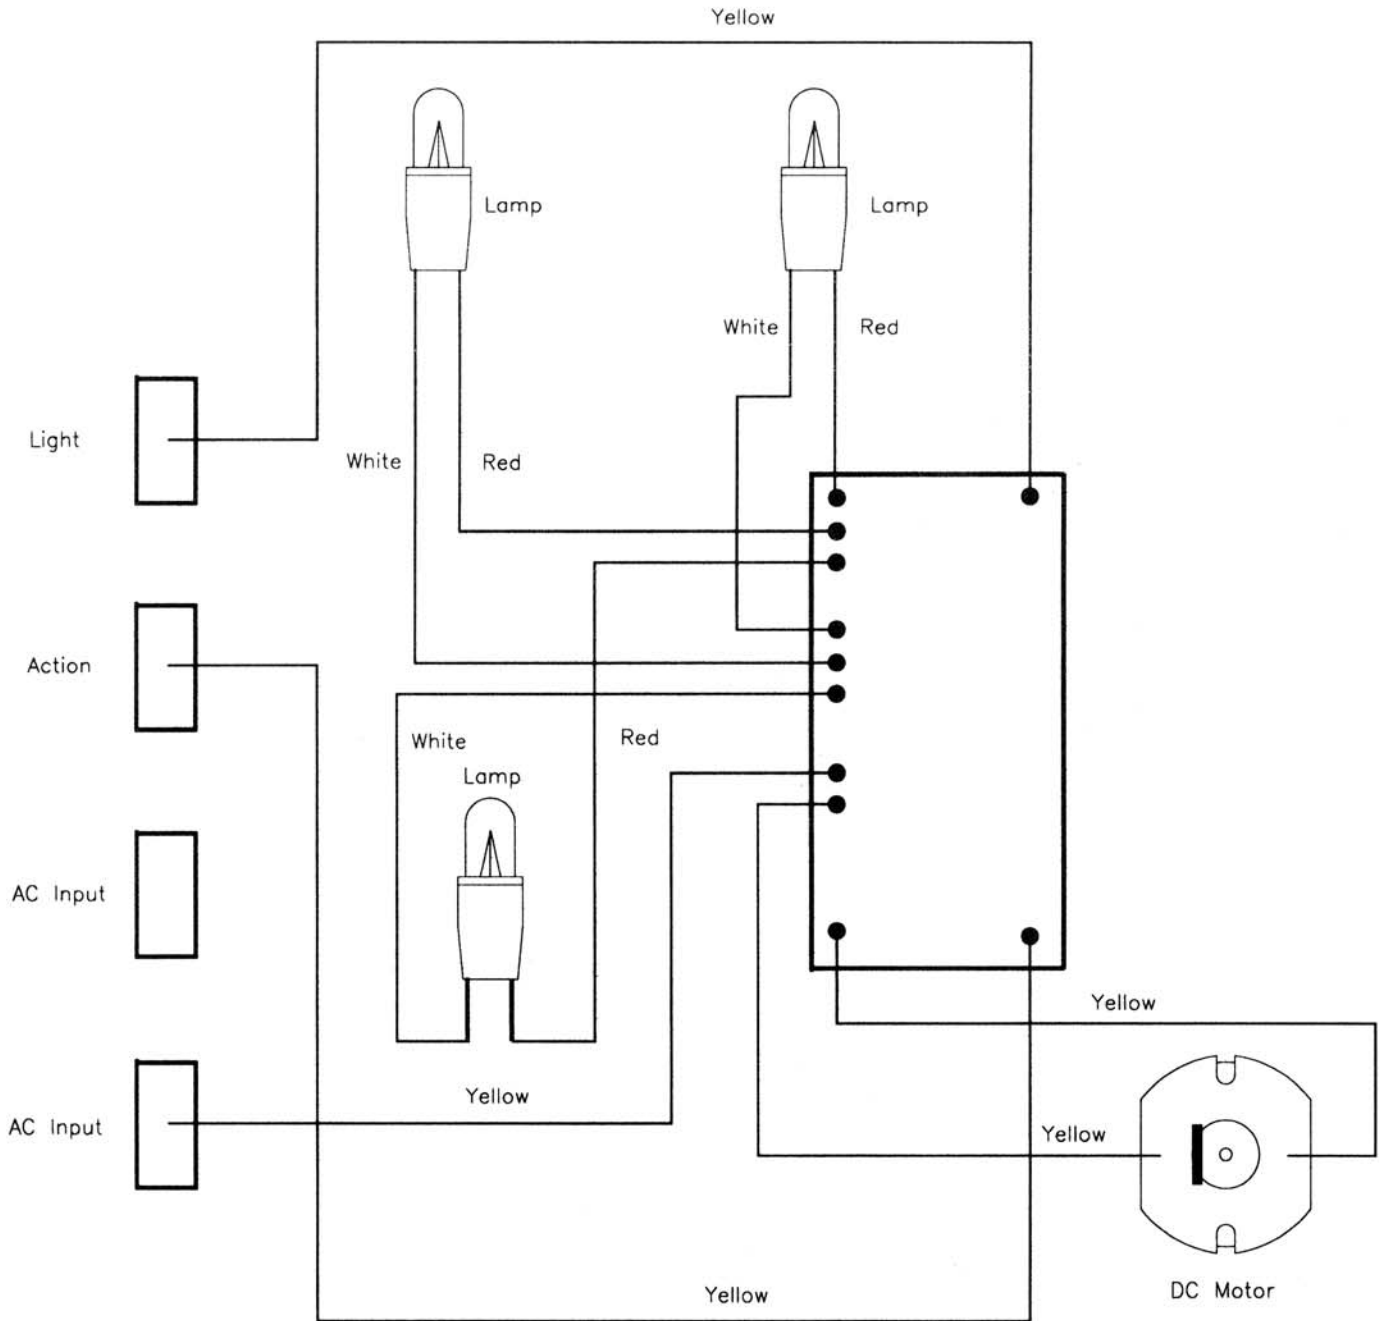 Yellow
Lamp
Lamp
White
Red
Light
White
Red
Action
White
Red
Lamp
AC Input
Yellow
Yellow
AC Input
Yellow
DC Motor
Yellow